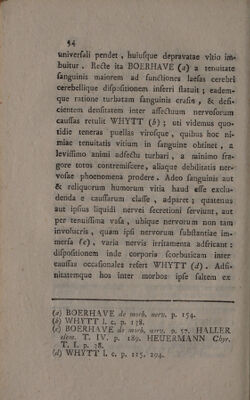 54
universali pendet, huiusque depravatae vitio im-
buitur. Recte ita BOERHAVE (a) a tenuitate
sanguinis maiorem ad functiones laesas cerebri
cerebellique dispositionem inferri statuit; eadem-
que ratione turbatam sanguinis crasin, & defi-
cientem densitatem inter affectuum nervosorum
caussas retulit WHYTT (b); uti videmus quo-
tidie teneras puellas virosque, quibus hoc ni-
miae tenuitatis vitium in sanguine obtinet, a
levissimo animi adfectu turbari, a minimo fra-
gore totos contremiscere, aliaque debilitatis ner-
vosae phoenomena prodere. Adeo sanguinis aut
& reliquorum humorum vitia haud esse exclu-
denda e caussarum classe, adparet; quatenus
aut ipsius liquidi nervei secretioni serviunt, aut
per tenuissima vasa, ubique nervorum non tam
involucris, quam ipsi nervorum substantiae im-
mersa (c), varia nervis irritamenta adfricant:
dispositionem inde corporis scorbuticam inter
caussas occasionales refert WHYTT (d). Adfi-
nitatemque hos inter morbos ipse saltem ex
(a) BOERHAVE de morb. nerv. p. 154.
(b) WHYTT l. c. p. 138.
(c) BOERHAVE de morb. nerv. p. 57. HALLER
elem. T. IV. p. 189. HEUERMANN
T. I. p. 38.
(d) WHYTT l. c. p. 115. 294.